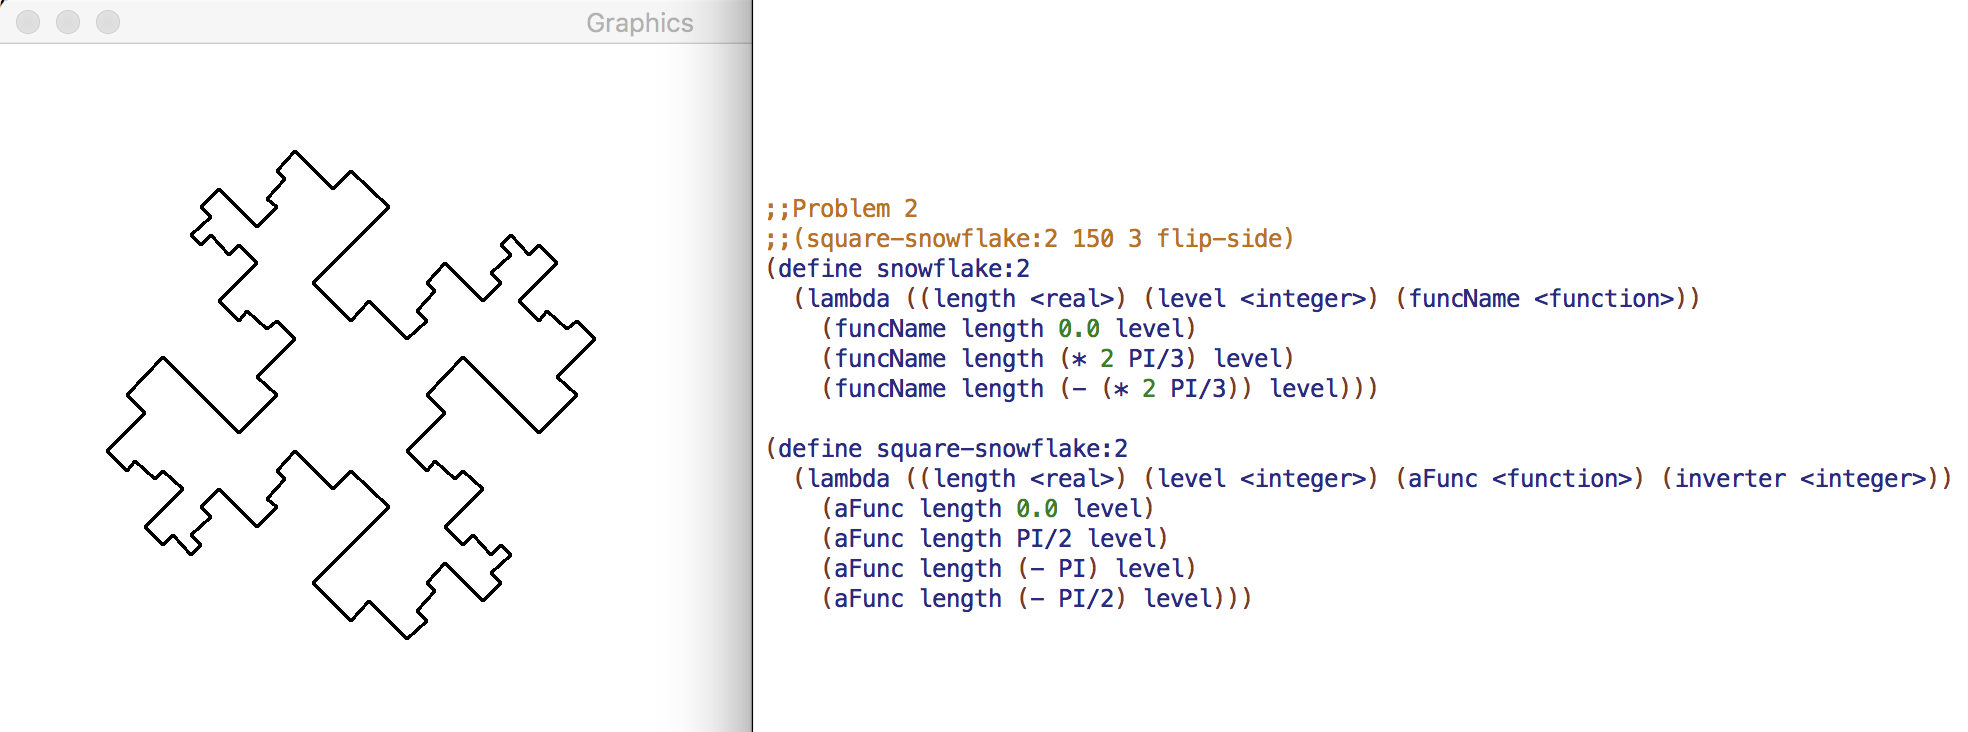 Graphics
;;Problem 2
;;(square-snowflake:2 150 3 flip-side)
(define snowflake:2
  (lambda ((length <real>) (level <integer>) (funcName <function>))
    (funcName length 0.0 level)
    (funcName length (* 2 PI/3) level)
    (funcName length (- (* 2 PI/3)) level)))
(define square-snowflake:2
  (lambda ((length <real>) (level <integer>) (aFunc <function>) (inverter <integer>))
    (aFunc length 0.0 level)
    (aFunc length PI/2 level)
    (aFunc length (- PI) level)
    (aFunc length (- PI/2) level)))